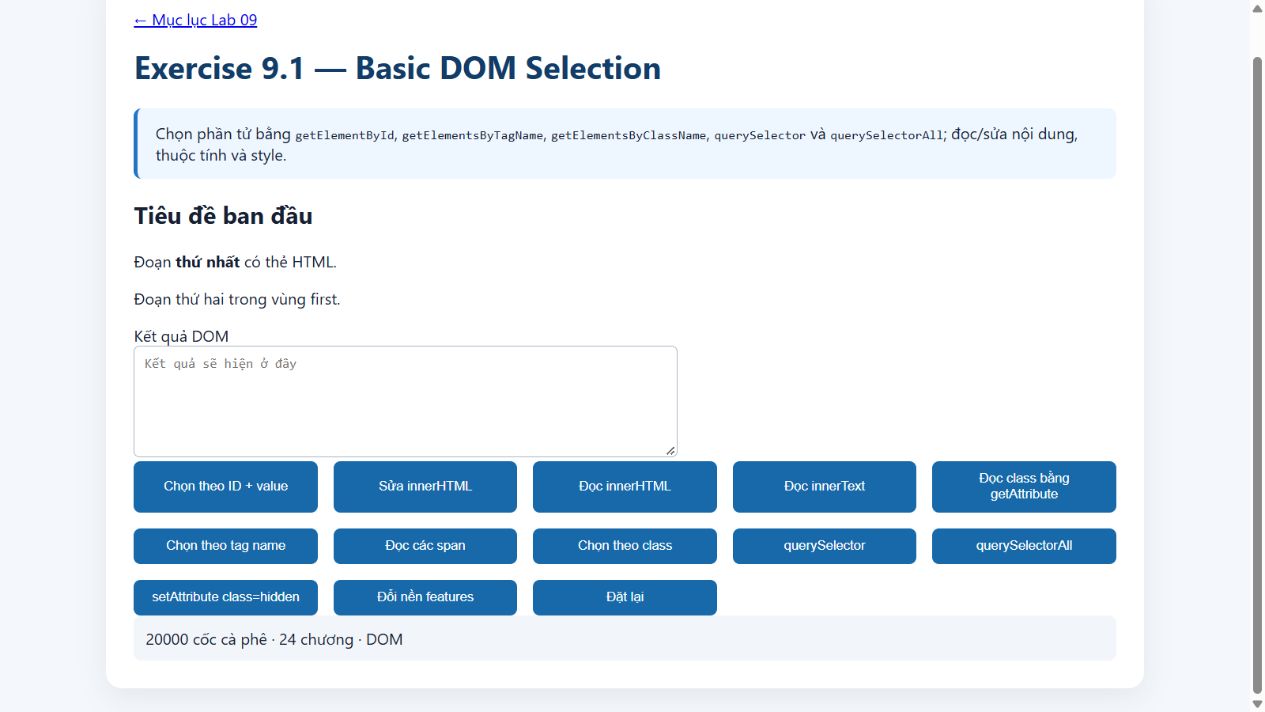 ← Mục lục Lab 09
Exercise 9.1 — Basic DOM Selection
Chọn phần tử bằng getElementById, getElementsByTagName, getElementsByClassName, querySelector và querySelectorAll; đọc/sửa nội dung,
thuộc tính và style.
Tiêu đề ban đầu
Đoạn thứ nhất có thẻ HTML.
Đoạn thứ hai trong vùng first.
Kết quả DOM
Kết quả sẽ hiện ở đây
Chọn theo ID + value
Sửa innerHTML
Đọc innerHTML
Đọc innerText
Đọc class bằng
getAttribute
Chọn theo tag name
Đọc các span
Chọn theo class
querySelector
querySelectorAll
setAttribute class=hidden
Đổi nền features
Đặt lại
20000 cốc cà phê · 24 chương · DOM